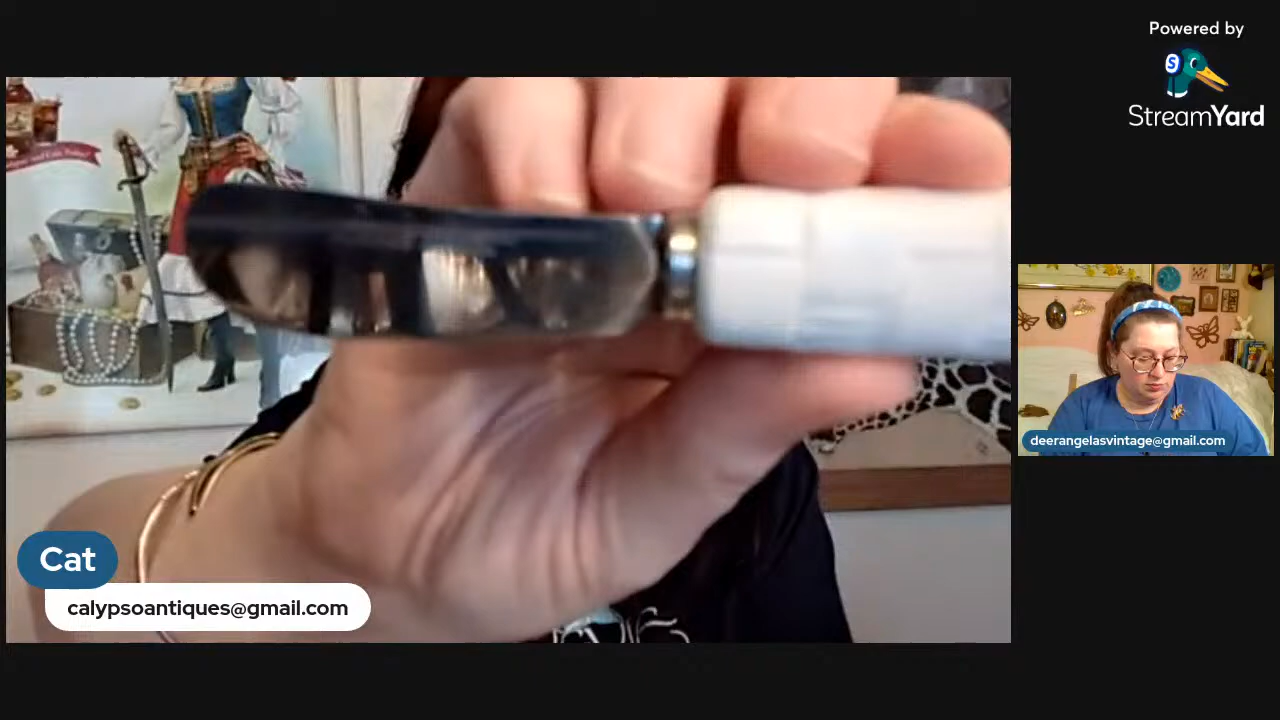 Powered by
StreamYard
deerangelasvintage@gmail.com
Cat
calypsoantiques@gmail.com